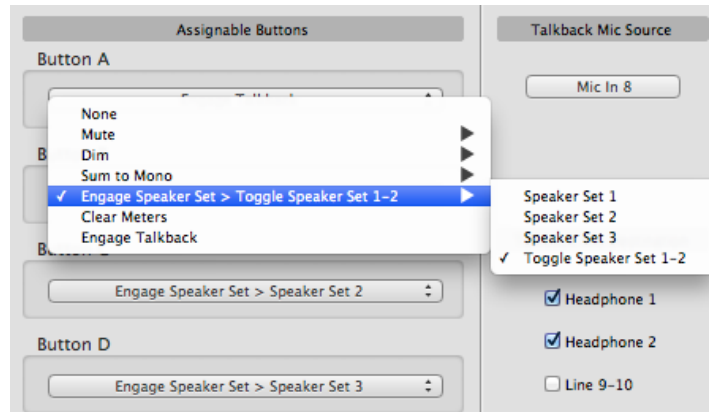 Assignable Buttons
Button A
None
Mute
Dim
Sum to Mono
✓ Engage Speaker Set > Toggle Speaker Set 1-2
Clear Meters
Engage Talkback
Speaker Set 1
Speaker Set 2
Speaker Set 3
✓ Toggle Speaker Set 1-2
Engage Speaker Set > Speaker Set 2
Button D
Engage Speaker Set > Speaker Set 3
Talkback Mic Source
Mic In 8
Headphone 1
Headphone 2
Line 9-10